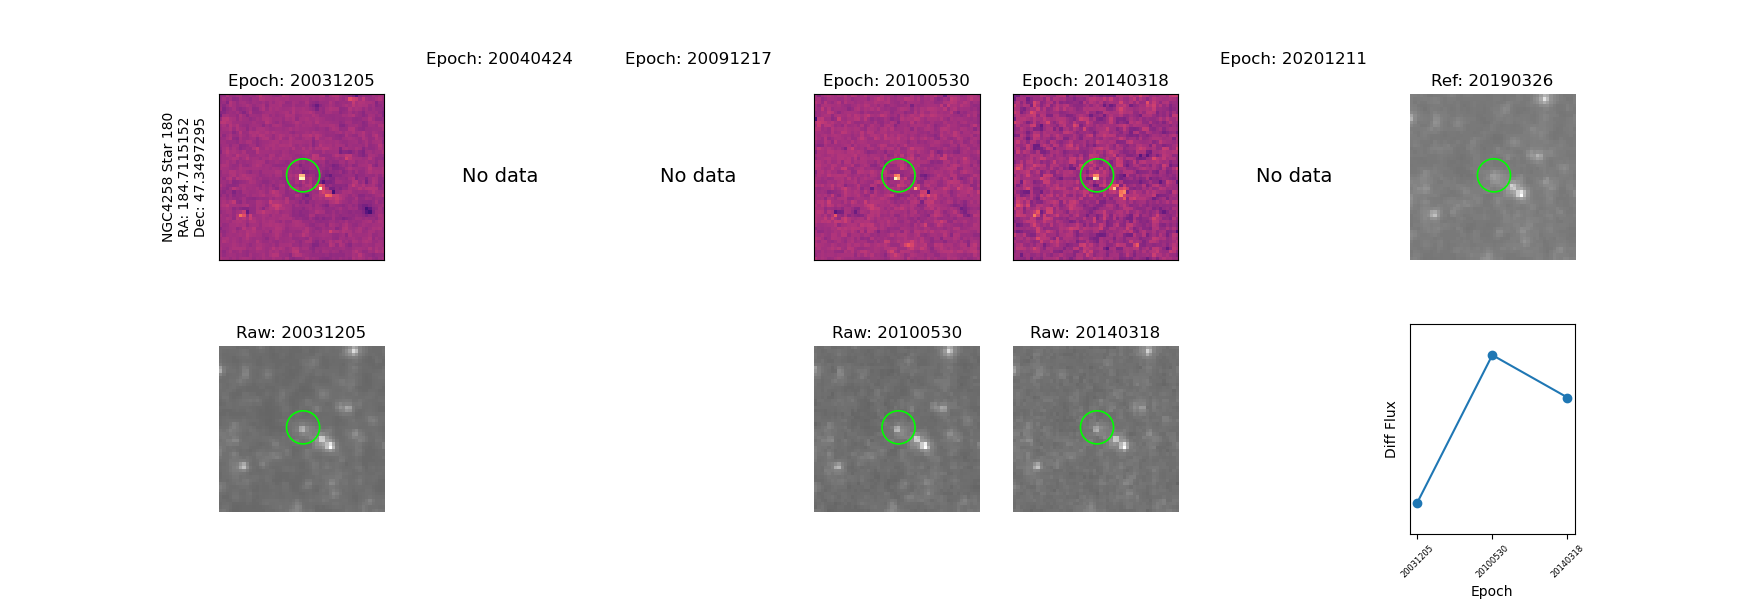 Epoch: 20031205
Epoch: 20040424
Epoch: 20091217
Epoch: 20100530
Epoch: 20140318
Epoch: 20201211
Ref: 20190326
NGC4258 Star 180
RA: 184.7115152
Dec: 47.3497295
No data
No data
No data
Raw: 20031205
Raw: 20100530
Raw: 20140318
Diff Flux
20031205
20100530
20140318
Epoch